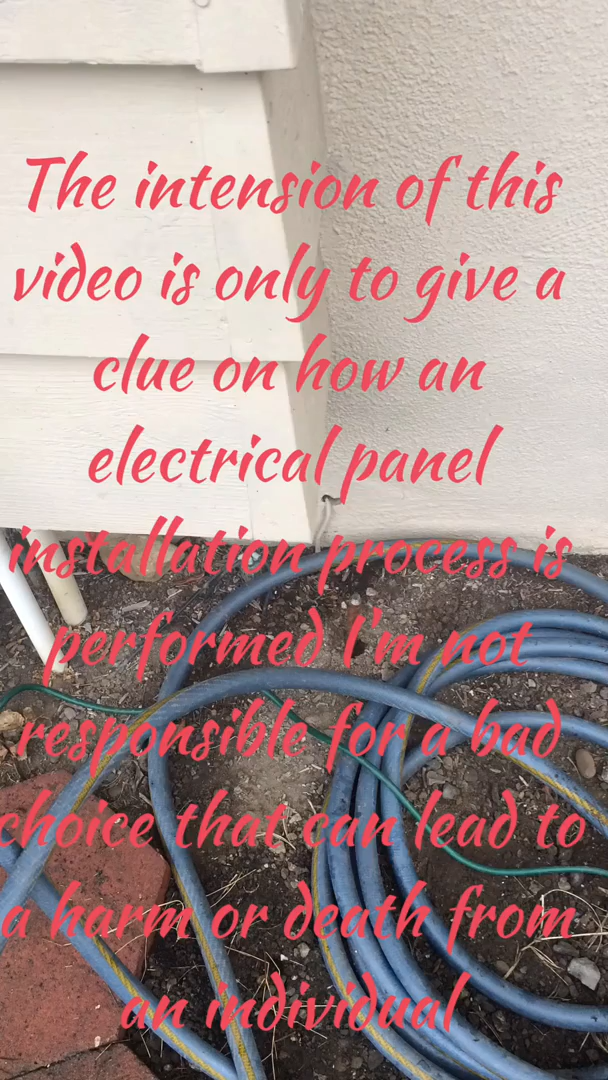 The intension of this
video is only to give a
clue on how an
electrical panel
installation process is
performed I'm not
responsible for a bad
choice that can lead to
a harm or death from
an individual